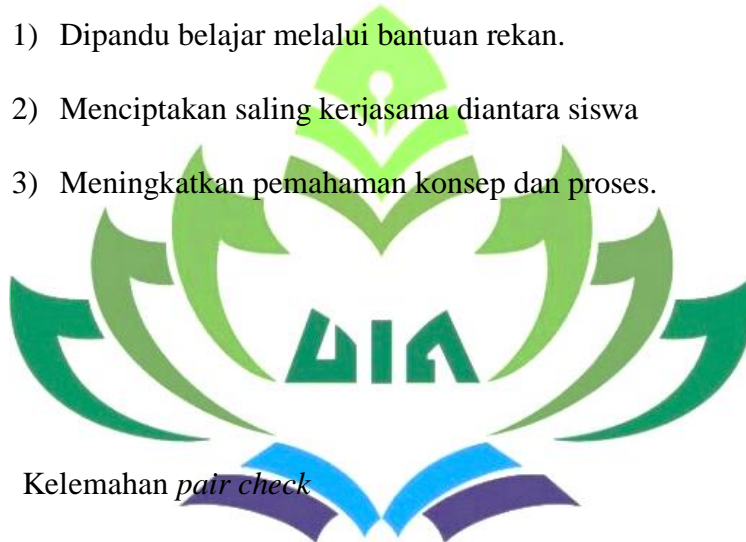 1) Dipandu belajar melalui bantuan rekan.
2) Menciptakan saling kerjasama diantara siswa
3) Meningkatkan pemahaman konsep dan proses.
UIN
Kelemahan pair check